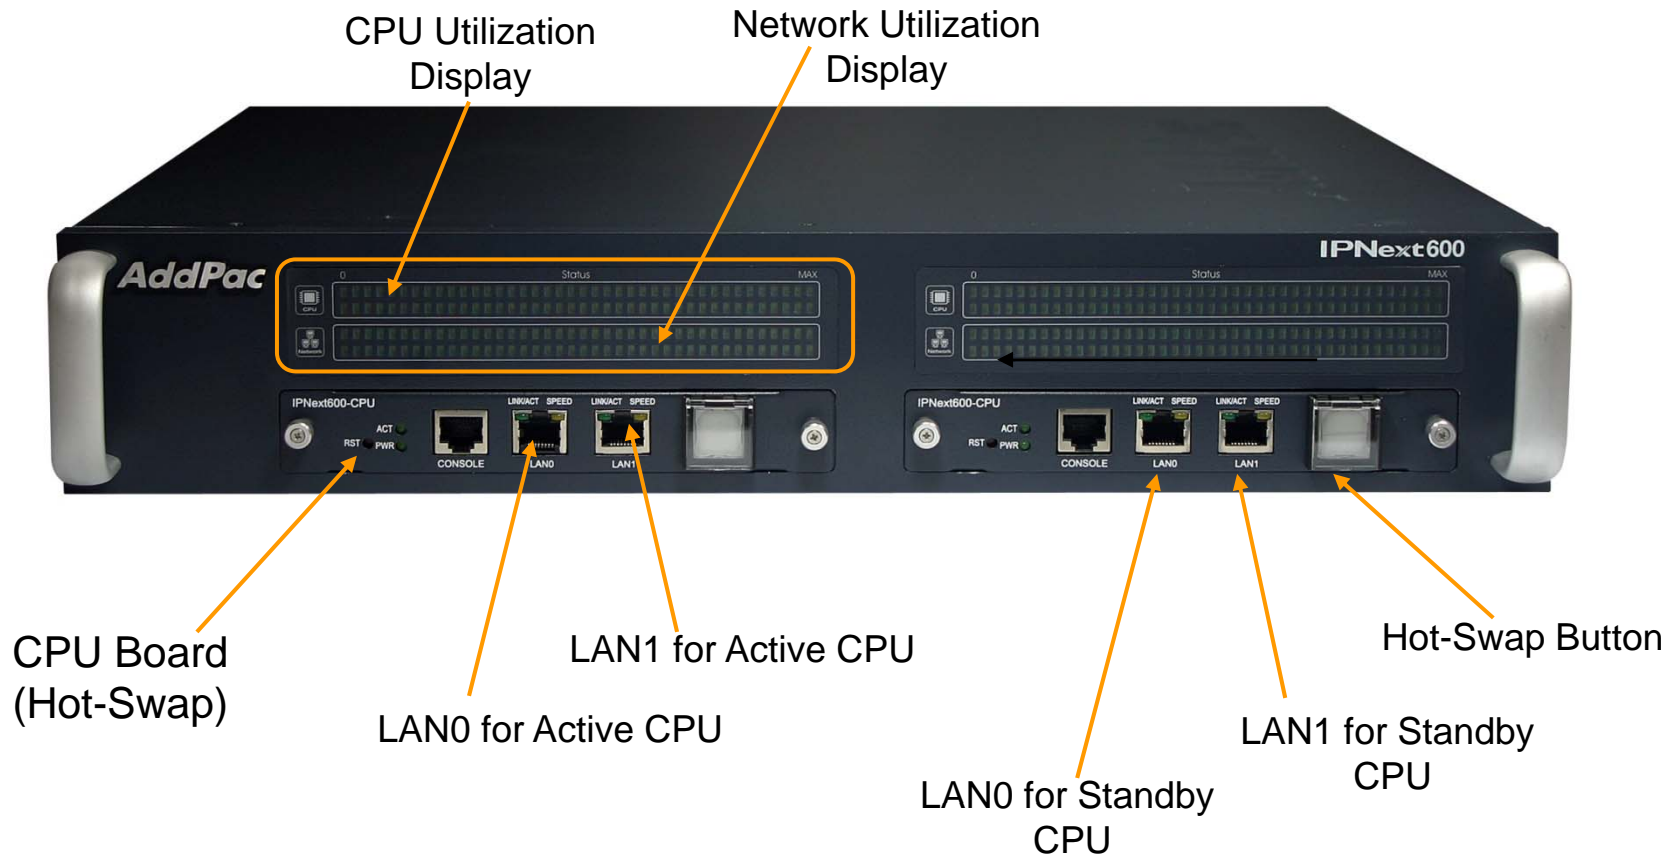 CPU Utilization
Display
Network Utilization
Display
AddPac
IPNext600
0 Status MAX
CPU
Network
0 Status MAX
CPU
Network
IPNext600-CPU
LINK/ACT SPEED
LINK/ACT SPEED
ACT
RST
PWR
CONSOLE
LAN0
LAN1
IPNext600-CPU
LINK/ACT SPEED
LINK/ACT SPEED
ACT
RST
PWR
CONSOLE
LAN0
LAN1
CPU Board
(Hot-Swap)
LAN1 for Active CPU
LAN0 for Active CPU
Hot-Swap Button
LAN1 for Standby
CPU
LAN0 for Standby
CPU